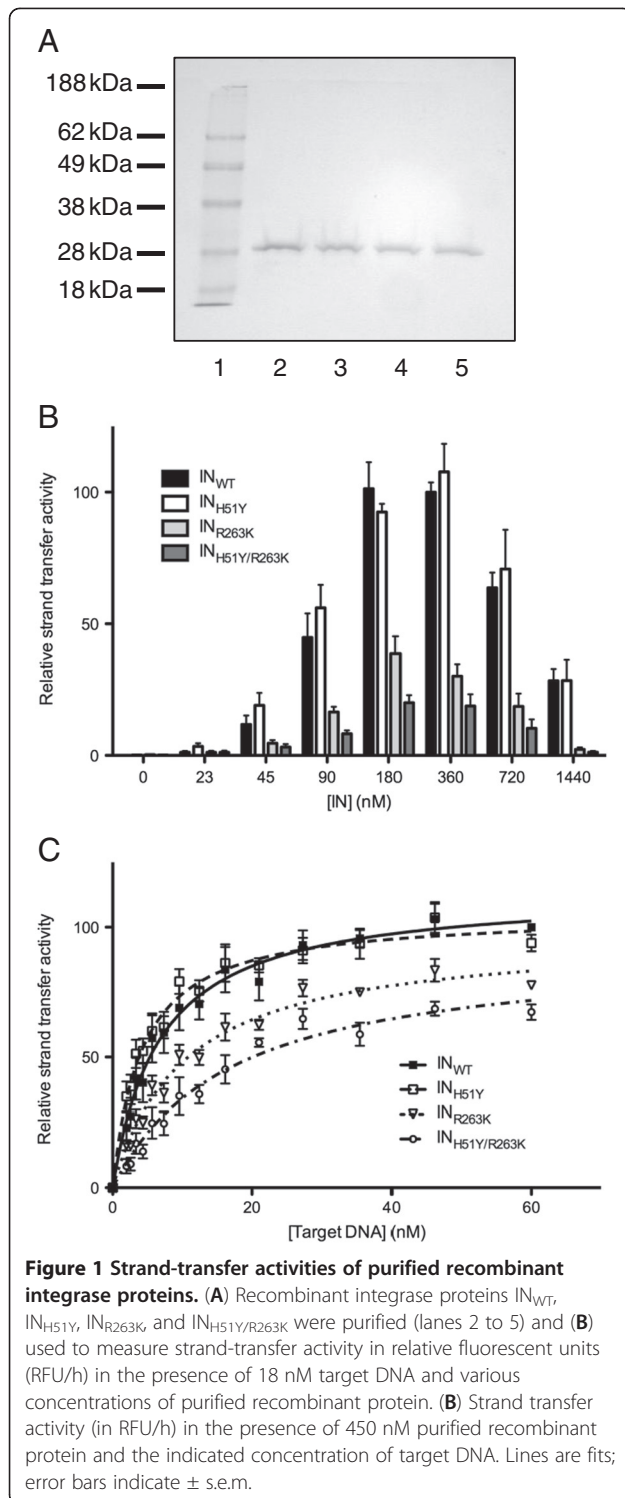 A
188 kDa
62 kDa
49 kDa
38 kDa
28 kDa
18 kDa
1 2 3 4 5
B
Relative strand transfer activity
100
50
0
IN_WT
IN_H51Y
IN_R263K
IN_H51Y/R263K
0 23 45 90 180 360 720 1440
[IN] (nM)
C
Relative strand transfer activity
100
50
0
IN_WT
IN_H51Y
IN_R263K
IN_H51Y/R263K
0 20 40 60
[Target DNA] (nM)
Figure 1 Strand-transfer activities of purified recombinant
integrase proteins. (A) Recombinant integrase proteins IN_WT,
IN_H51Y, IN_R263K, and IN_H51Y/R263K were purified (lanes 2 to 5) and (B)
used to measure strand-transfer activity in relative fluorescent units
(RFU/h) in the presence of 18 nM target DNA and various
concentrations of purified recombinant protein. (B) Strand transfer
activity (in RFU/h) in the presence of 450 nM purified recombinant
protein and the indicated concentration of target DNA. Lines are fits;
error bars indicate ± s.e.m.